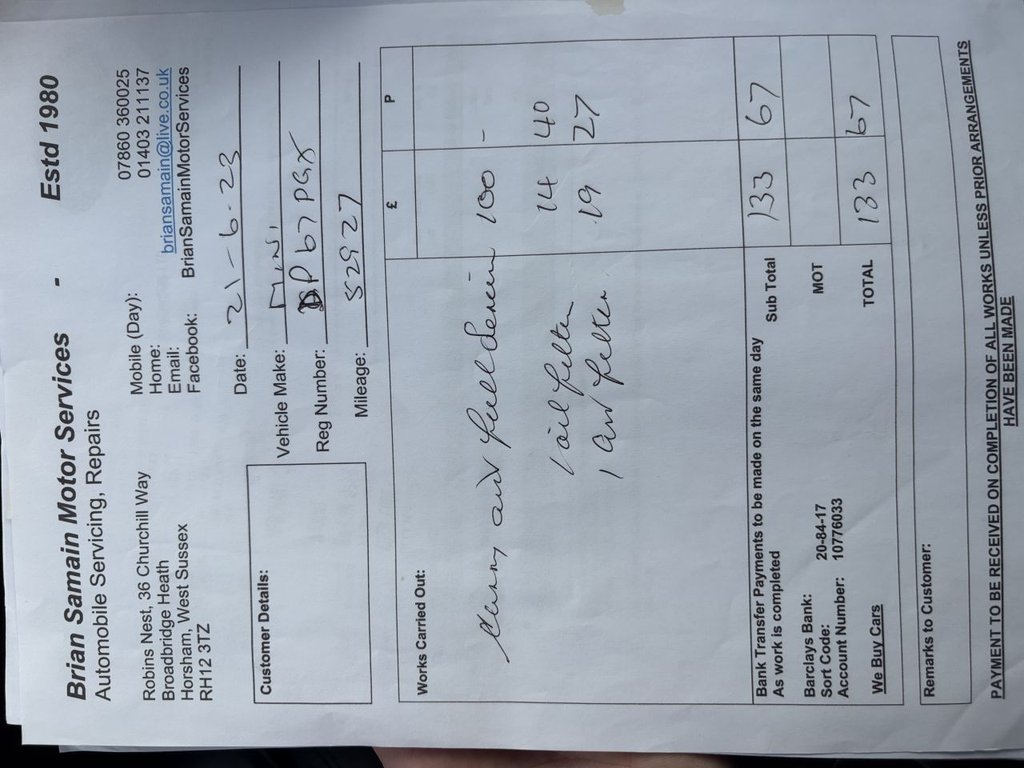 Brian Samain Motor Services - Estd 1980
Automobile Servicing, Repairs
Robins Nest, 36 Churchill Way
Broadbridge Heath
Horsham, West Sussex
RH12 3TZ
Mobile (Day): 07860 360025
Home: 01403 211137
Email: briansamain@live.co.uk
Facebook: BrianSamainMotorServices
Date: 21-6-23
Customer Details:
Vehicle Make: MINI
Reg Number: DP67PGX
Mileage: 52927
£ P
Works Carried Out:
Carry out full Service 100 -
1 oil filter 14 40
1 air filter 19 27
Bank Transfer Payments to be made on the same day
As work is completed
Sub Total 133 67
Barclays Bank:
Sort Code: 20-84-17
Account Number: 10776033
MOT
We Buy Cars
TOTAL 133 67
Remarks to Customer:
PAYMENT TO BE RECEIVED ON COMPLETION OF ALL WORKS UNLESS PRIOR ARRANGEMENTS
HAVE BEEN MADE